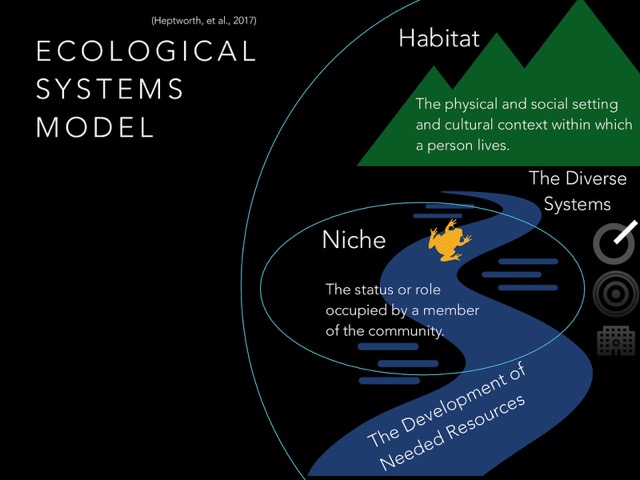 (Heptworth, et al., 2017)
ECOLOGICAL
SYSTEMS
MODEL
Habitat
The physical and social setting
and cultural context within which
a person lives.
The Diverse
Systems
Niche
The status or role
occupied by a member
of the community.
The Development of
Needed Resources